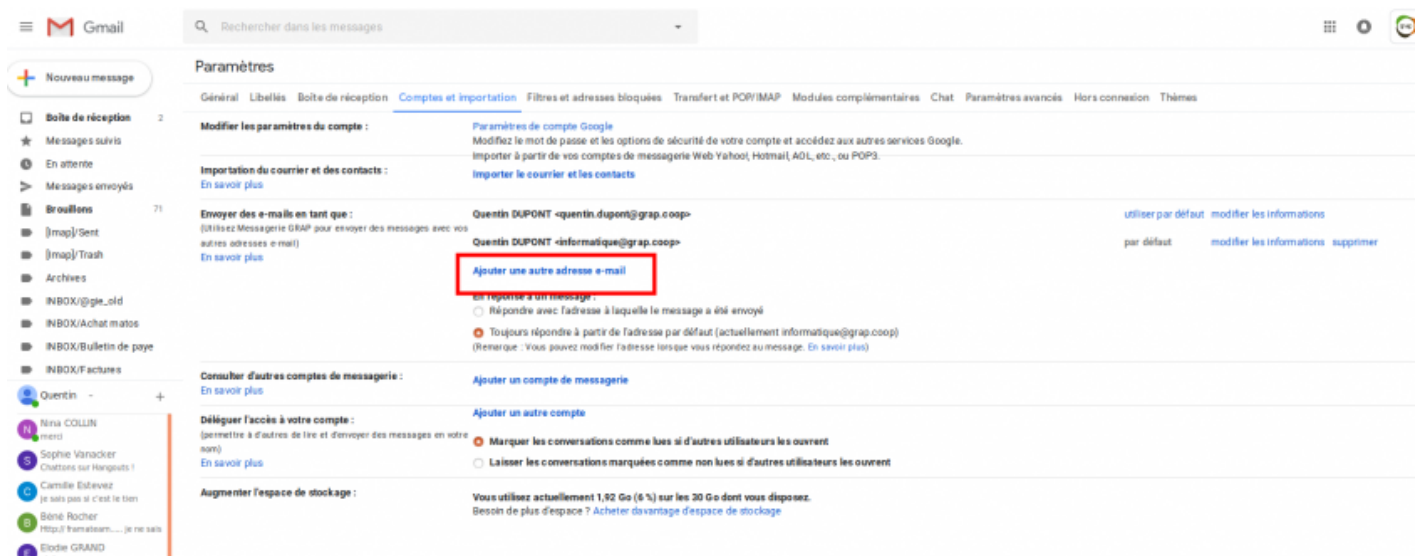 Gmail
Rechercher dans les messages
Nouveau message
Boîte de réception 2
Messages suivis
En attente
Messages envoyés
Brouillons 71
[Imap]/Sent
[Imap]/Trash
Archives
INBOX/@gie_old
INBOX/Achat matos
INBOX/Bulletin de paye
INBOX/Factures
Quentin - +
Nina COLLIN
merci
Sophie Vanacker
Chattons sur Hangouts !
Camille Estevez
je sais pas si c'est le tien
Béné Rocher
Http:// framateam..... je ne sais
Elodie GRAND
Paramètres
Général Libellés Boîte de réception Comptes et importation Filtres et adresses bloquées Transfert et POP/IMAP Modules complémentaires Chat Paramètres avancés Hors connexion Thèmes
Modifier les paramètres du compte :
Paramètres de compte Google
Modifiez le mot de passe et les options de sécurité de votre compte et accédez aux autres services Google.
Importation du courrier et des contacts :
En savoir plus
Importer à partir de vos comptes de messagerie Web Yahoo!, Hotmail, AOL, etc., ou POP3.
Importer le courrier et les contacts
Envoyer des e-mails en tant que :
(Utilisez Messagerie GRAP pour envoyer des messages avec vos
autres adresses e-mail)
En savoir plus
Quentin DUPONT <quentin.dupont@grap.coop> utiliser par défaut modifier les informations
Quentin DUPONT <informatique@grap.coop> par défaut modifier les informations supprimer
Ajouter une autre adresse e-mail
En réponse à un message :
Répondre avec l'adresse à laquelle le message a été envoyé
Toujours répondre à partir de l'adresse par défaut (actuellement informatique@grap.coop)
(Remarque : Vous pouvez modifier l'adresse lorsque vous répondez au message. En savoir plus)
Consulter d'autres comptes de messagerie :
En savoir plus
Ajouter un compte de messagerie
Déléguer l'accès à votre compte :
(permettre à d'autres de lire et d'envoyer des messages en votre
nom)
En savoir plus
Ajouter un autre compte
Marquer les conversations comme lues si d'autres utilisateurs les ouvrent
Laisser les conversations marquées comme non lues si d'autres utilisateurs les ouvrent
Augmenter l'espace de stockage :
Vous utilisez actuellement 1,92 Go (6 %) sur les 30 Go dont vous disposez.
Besoin de plus d'espace ? Acheter davantage d'espace de stockage